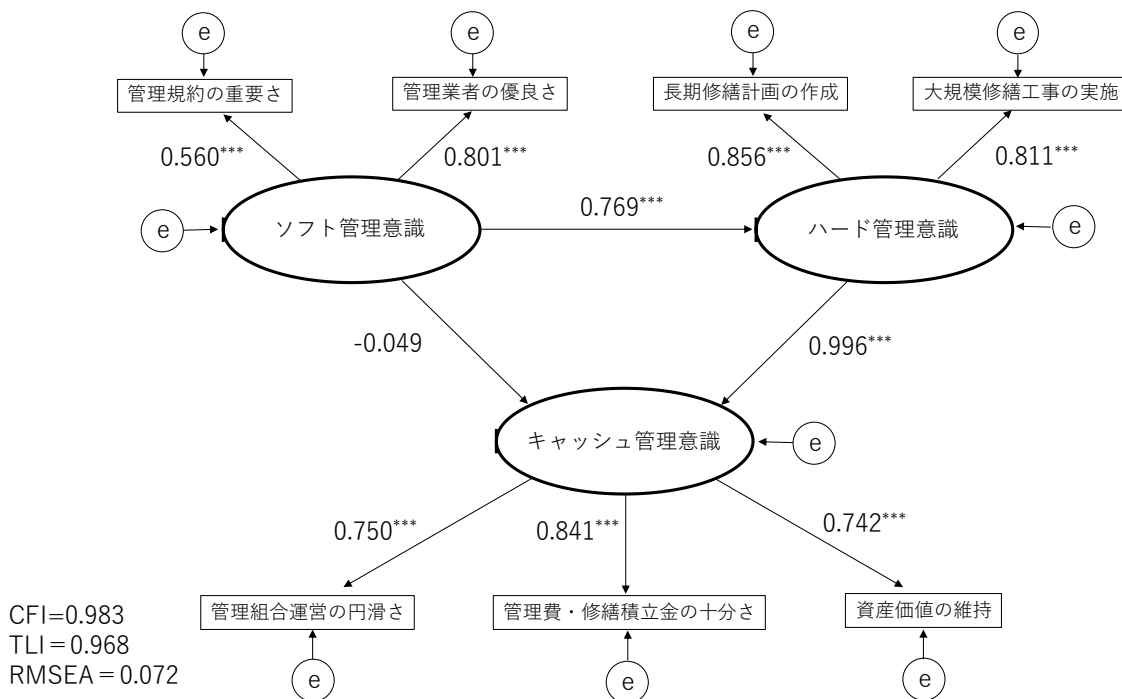 e
e
e
e
管理規約の重要さ
管理業者の優良さ
長期修繕計画の作成
大規模修繕工事の実施
0.560***
0.801***
0.856***
0.811***
e
ソフト管理意識
0.769***
ハード管理意識
e
-0.049
0.996***
キャッシュ管理意識
e
0.750***
0.841***
0.742***
管理組合運営の円滑さ
管理費・修繕積立金の十分さ
資産価値の維持
CFI=0.983
TLI = 0.968
RMSEA = 0.072
e
e
e